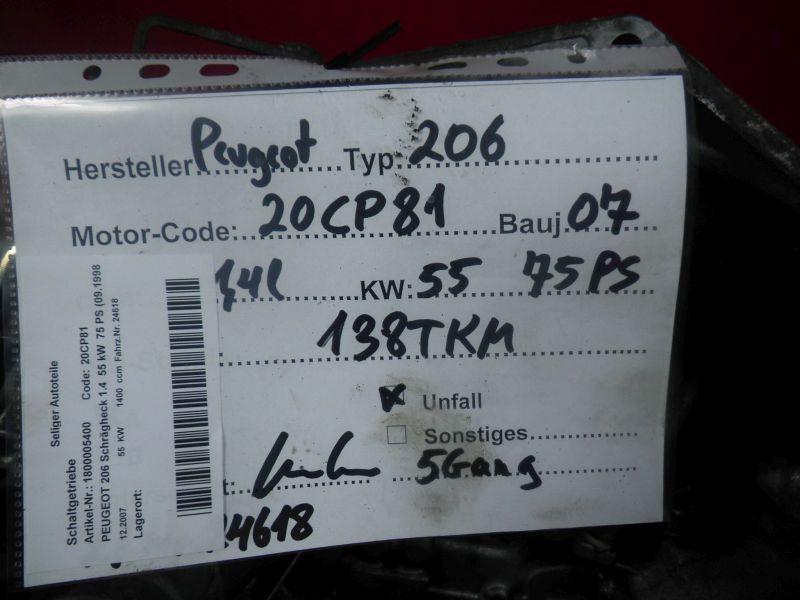 Hersteller Peugeot Typ: 206
Motor-Code: 20CP81 Bauj. 07
1,4l KW: 55 75PS
138TKM
Unfall
Sonstiges
5Gang
24618
Seliger Autoteile
Schaltgetriebe
Artikel-Nr.: 1800005400 Code: 20CP81
PEUGEOT 206 Schrägheck 1.4 55 kW 75 PS (09.1998
12.2007 55 KW 1400 ccm Fahrz.Nr. 24618
Lagerort: